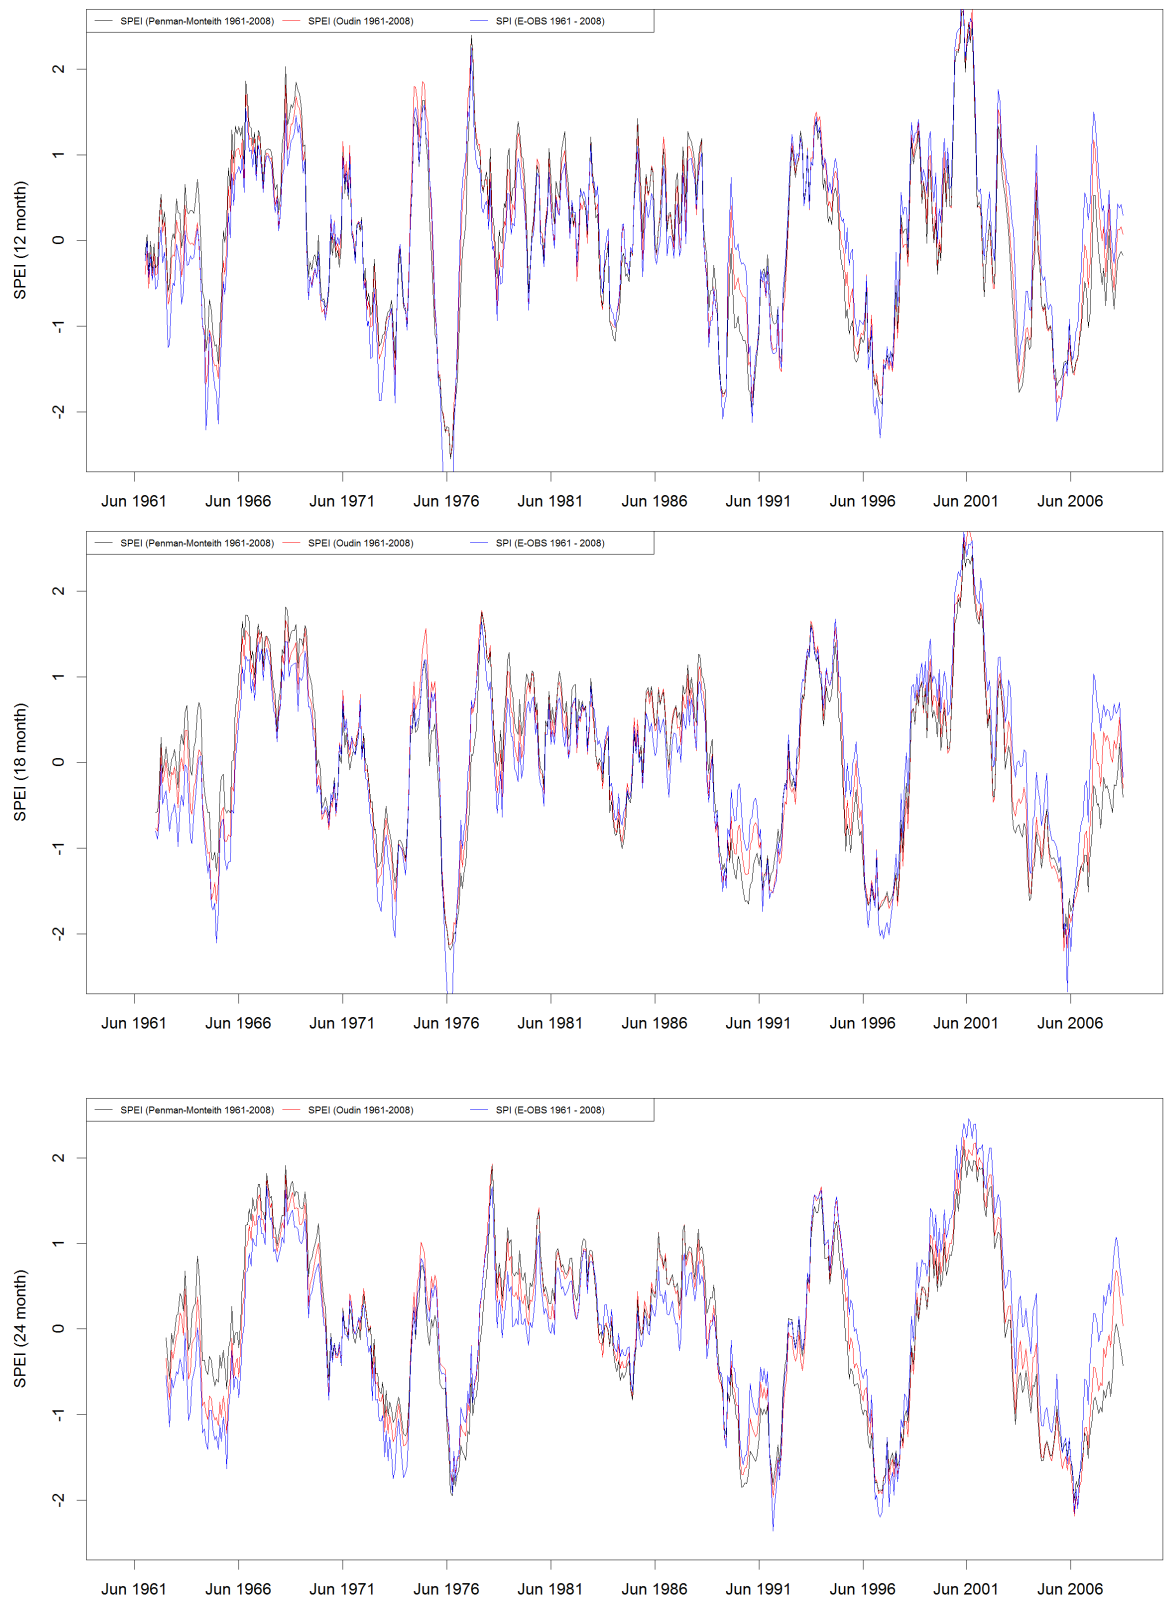 SPEI (Penman-Monteith 1961-2008) SPEI (Oudin 1961-2008) SPI (E-OBS 1961 - 2008)
SPEI (12 month)
2
1
0
-1
-2
Jun 1961 Jun 1966 Jun 1971 Jun 1976 Jun 1981 Jun 1986 Jun 1991 Jun 1996 Jun 2001 Jun 2006
SPEI (Penman-Monteith 1961-2008) SPEI (Oudin 1961-2008) SPI (E-OBS 1961 - 2008)
SPEI (18 month)
2
1
0
-1
-2
Jun 1961 Jun 1966 Jun 1971 Jun 1976 Jun 1981 Jun 1986 Jun 1991 Jun 1996 Jun 2001 Jun 2006
SPEI (Penman-Monteith 1961-2008) SPEI (Oudin 1961-2008) SPI (E-OBS 1961 - 2008)
SPEI (24 month)
2
1
0
-1
-2
Jun 1961 Jun 1966 Jun 1971 Jun 1976 Jun 1981 Jun 1986 Jun 1991 Jun 1996 Jun 2001 Jun 2006